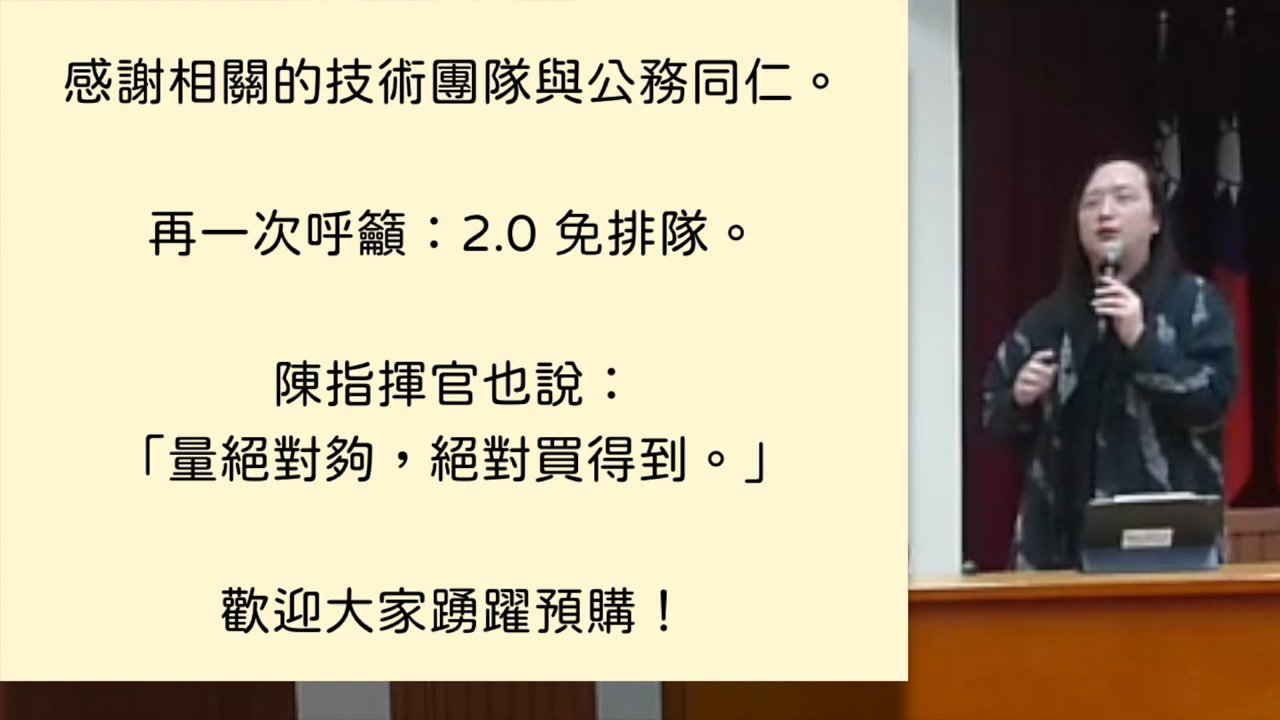 感謝相關的技術團隊與公務同仁。
再一次呼籲：2.0 免排隊。
陳指揮官也說：
「量絕對夠，絕對買得到。」
歡迎大家踴躍預購！